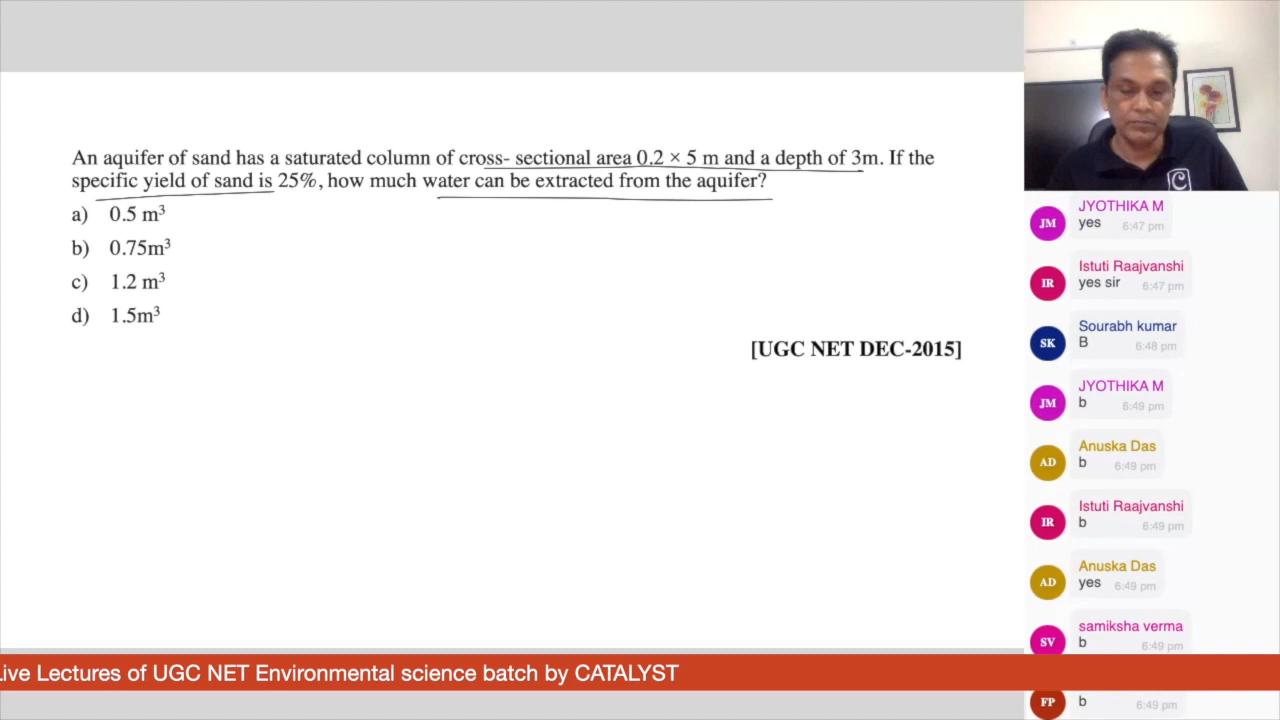 An aquifer of sand has a saturated column of cross- sectional area 0.2 × 5 m and a depth of 3m. If the
specific yield of sand is 25%, how much water can be extracted from the aquifer?
a) 0.5 m³
b) 0.75m³
c) 1.2 m³
d) 1.5m³
[UGC NET DEC-2015]
C
JM
JYOTHIKA M
yes 6:47 pm
IR
Istuti Raajvanshi
yes sir 6:47 pm
SK
Sourabh kumar
B 6:48 pm
JM
JYOTHIKA M
b 6:49 pm
AD
Anuska Das
b 6:49 pm
IR
Istuti Raajvanshi
b 6:49 pm
AD
Anuska Das
yes 6:49 pm
SV
samiksha verma
b 6:49 pm
FP
b 6:49 pm
ive Lectures of UGC NET Environmental science batch by CATALYST